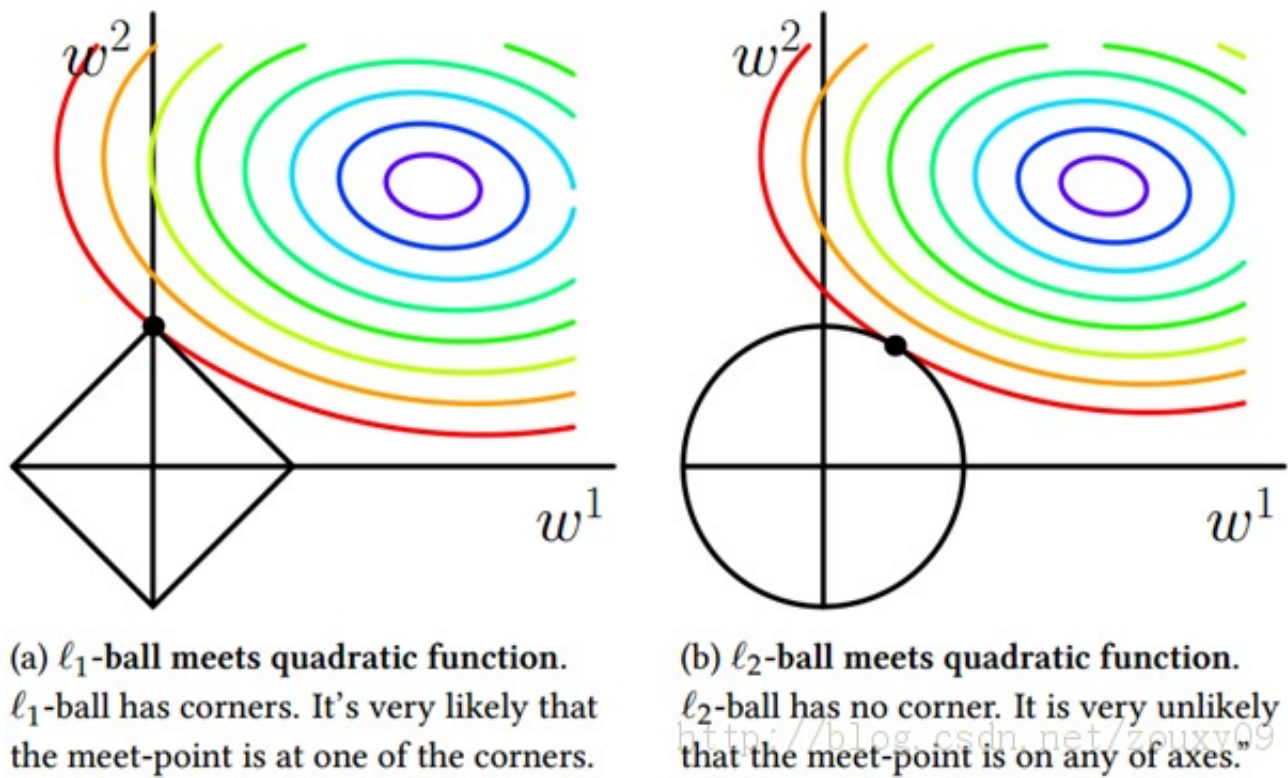 w²
w¹
(a) ℓ₁-ball meets quadratic function.
ℓ₁-ball has corners. It's very likely that
the meet-point is at one of the corners.
w²
w¹
(b) ℓ₂-ball meets quadratic function.
ℓ₂-ball has no corner. It is very unlikely
that the meet-point is on any of axes.”
http://blog.csdn.net/zouxy09